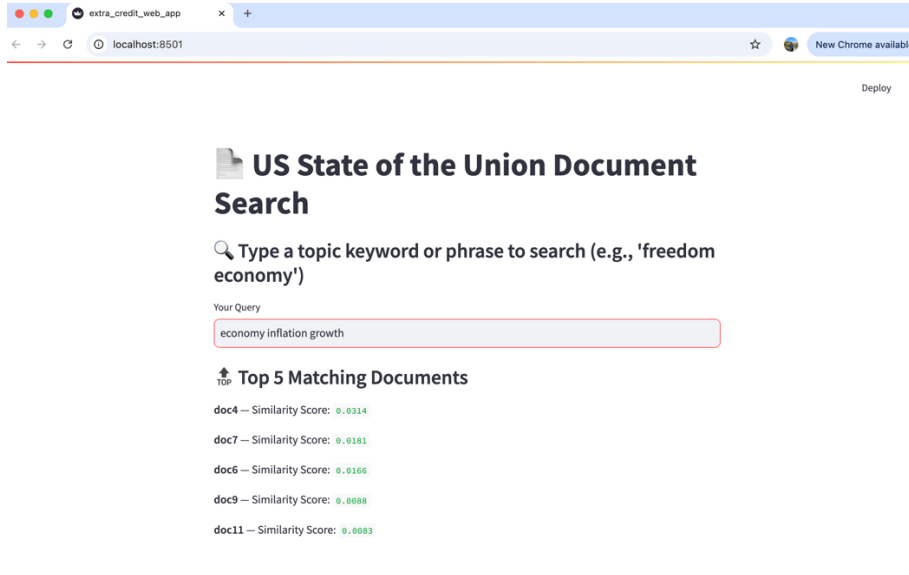 extra_credit_web_app
localhost:8501
New Chrome availabl
Deploy
US State of the Union Document
Search
Type a topic keyword or phrase to search (e.g., 'freedom
economy')
Your Query
economy inflation growth
TOP Top 5 Matching Documents
doc4 — Similarity Score: 0.0314
doc7 — Similarity Score: 0.0181
doc6 — Similarity Score: 0.0166
doc9 — Similarity Score: 0.0088
doc11 — Similarity Score: 0.0083